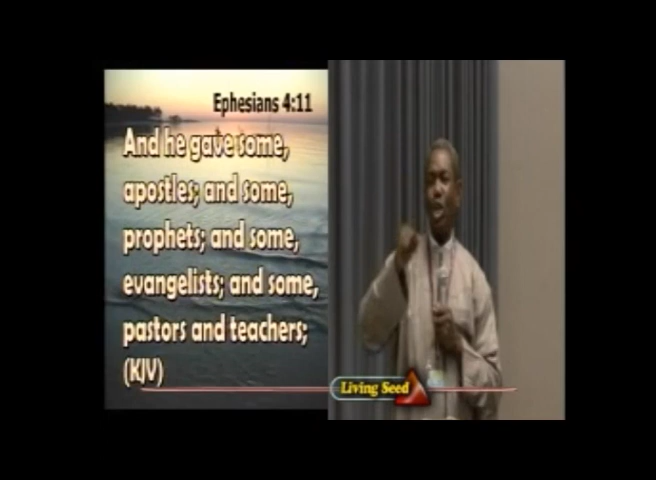 Ephesians 4:11
And he gave some,
apostles; and some,
prophets; and some,
evangelists; and some,
pastors and teachers;
(KJV)
Living Seed